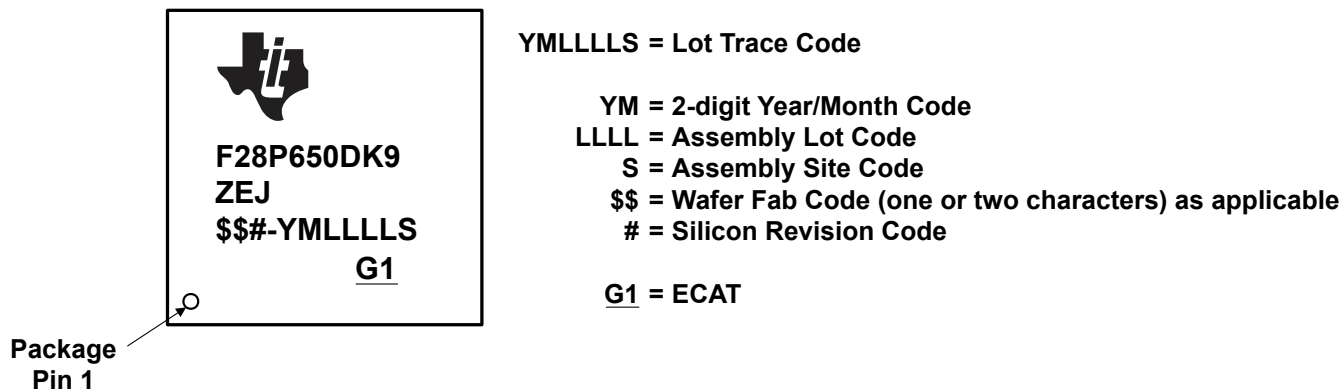 F28P650DK9
ZEJ
$$#-YMLLLLS
G1
Package
Pin 1
YMLLLLS = Lot Trace Code
YM = 2-digit Year/Month Code
LLLL = Assembly Lot Code
S = Assembly Site Code
$$ = Wafer Fab Code (one or two characters) as applicable
# = Silicon Revision Code
G1 = ECAT